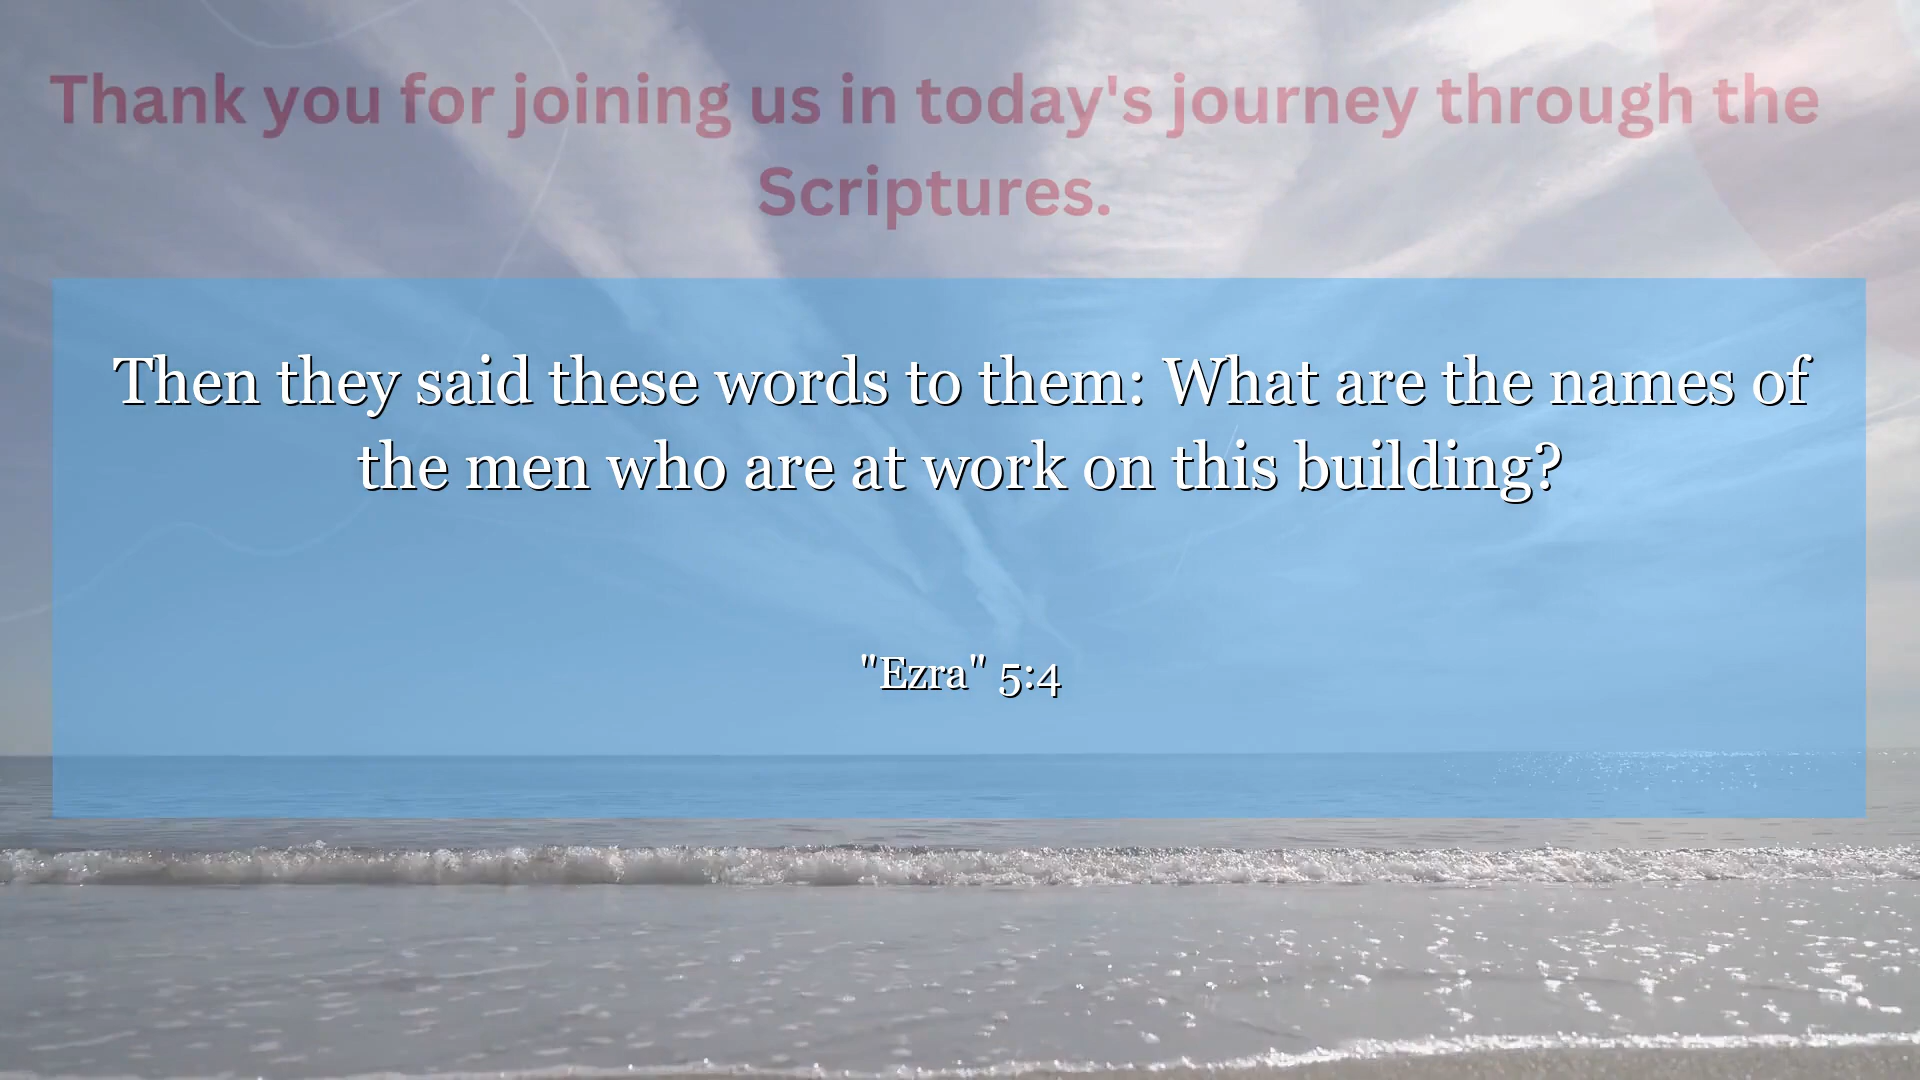 Thank you for joining us in today's journey through the
Scriptures.
Then they said these words to them: What are the names of
the men who are at work on this building?
"Ezra" 5:4